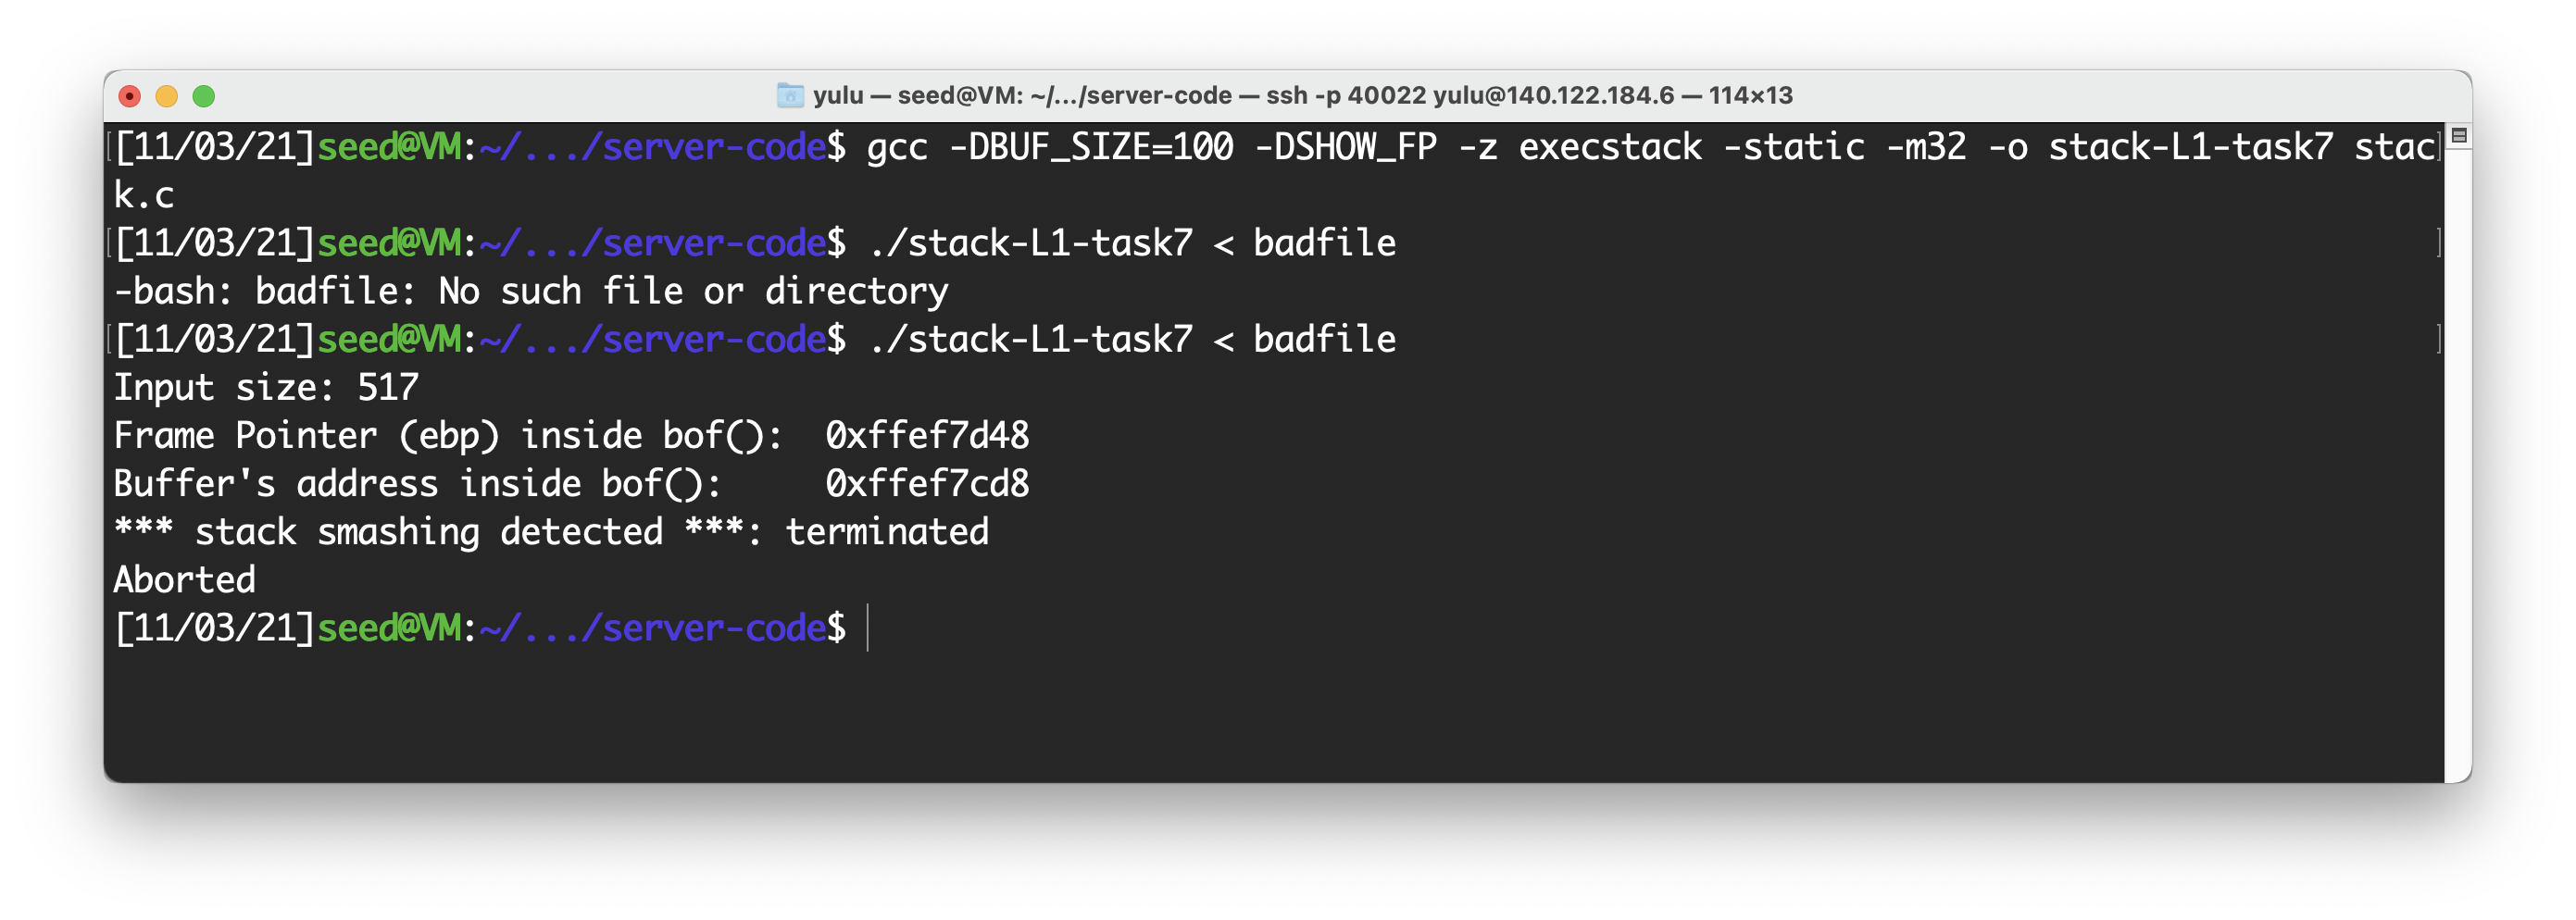 yulu — seed@VM: ~/.../server-code — ssh -p 40022 yulu@140.122.184.6 — 114×13
[[11/03/21]seed@VM:~/.../server-code$ gcc -DBUF_SIZE=100 -DSHOW_FP -z execstack -static -m32 -o stack-L1-task7 stac]
k.c
[[11/03/21]seed@VM:~/.../server-code$ ./stack-L1-task7 < badfile ]
-bash: badfile: No such file or directory
[[11/03/21]seed@VM:~/.../server-code$ ./stack-L1-task7 < badfile ]
Input size: 517
Frame Pointer (ebp) inside bof():  0xffef7d48
Buffer's address inside bof():     0xffef7cd8
*** stack smashing detected ***: terminated
Aborted
[11/03/21]seed@VM:~/.../server-code$